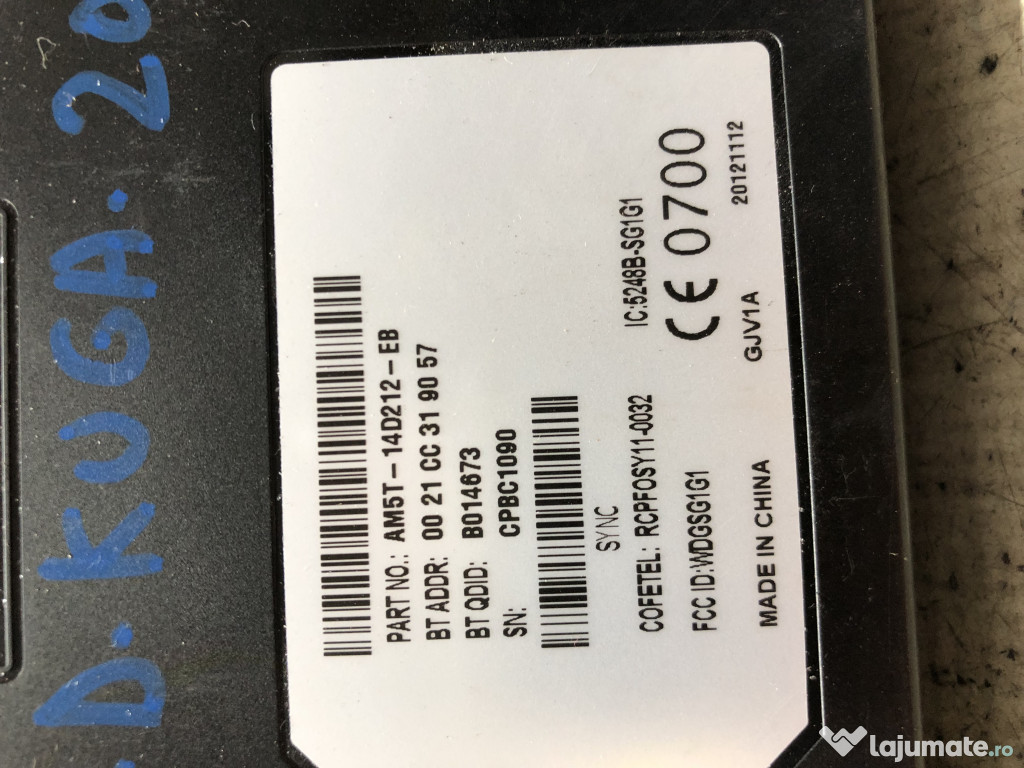 D. KUGA. 20
PART NO.: AM5T-14D212-EB
BT ADDR: 00 21 CC 31 90 57
BT QDID: B014673
SN: CPBC1090
SYNC
COFETEL: RCPFOSY11-0032 IC:5248B-SG1G1
FCC ID:WDGSG1G1 CE 0700
MADE IN CHINA GJV1A 20121112
lajumate.ro